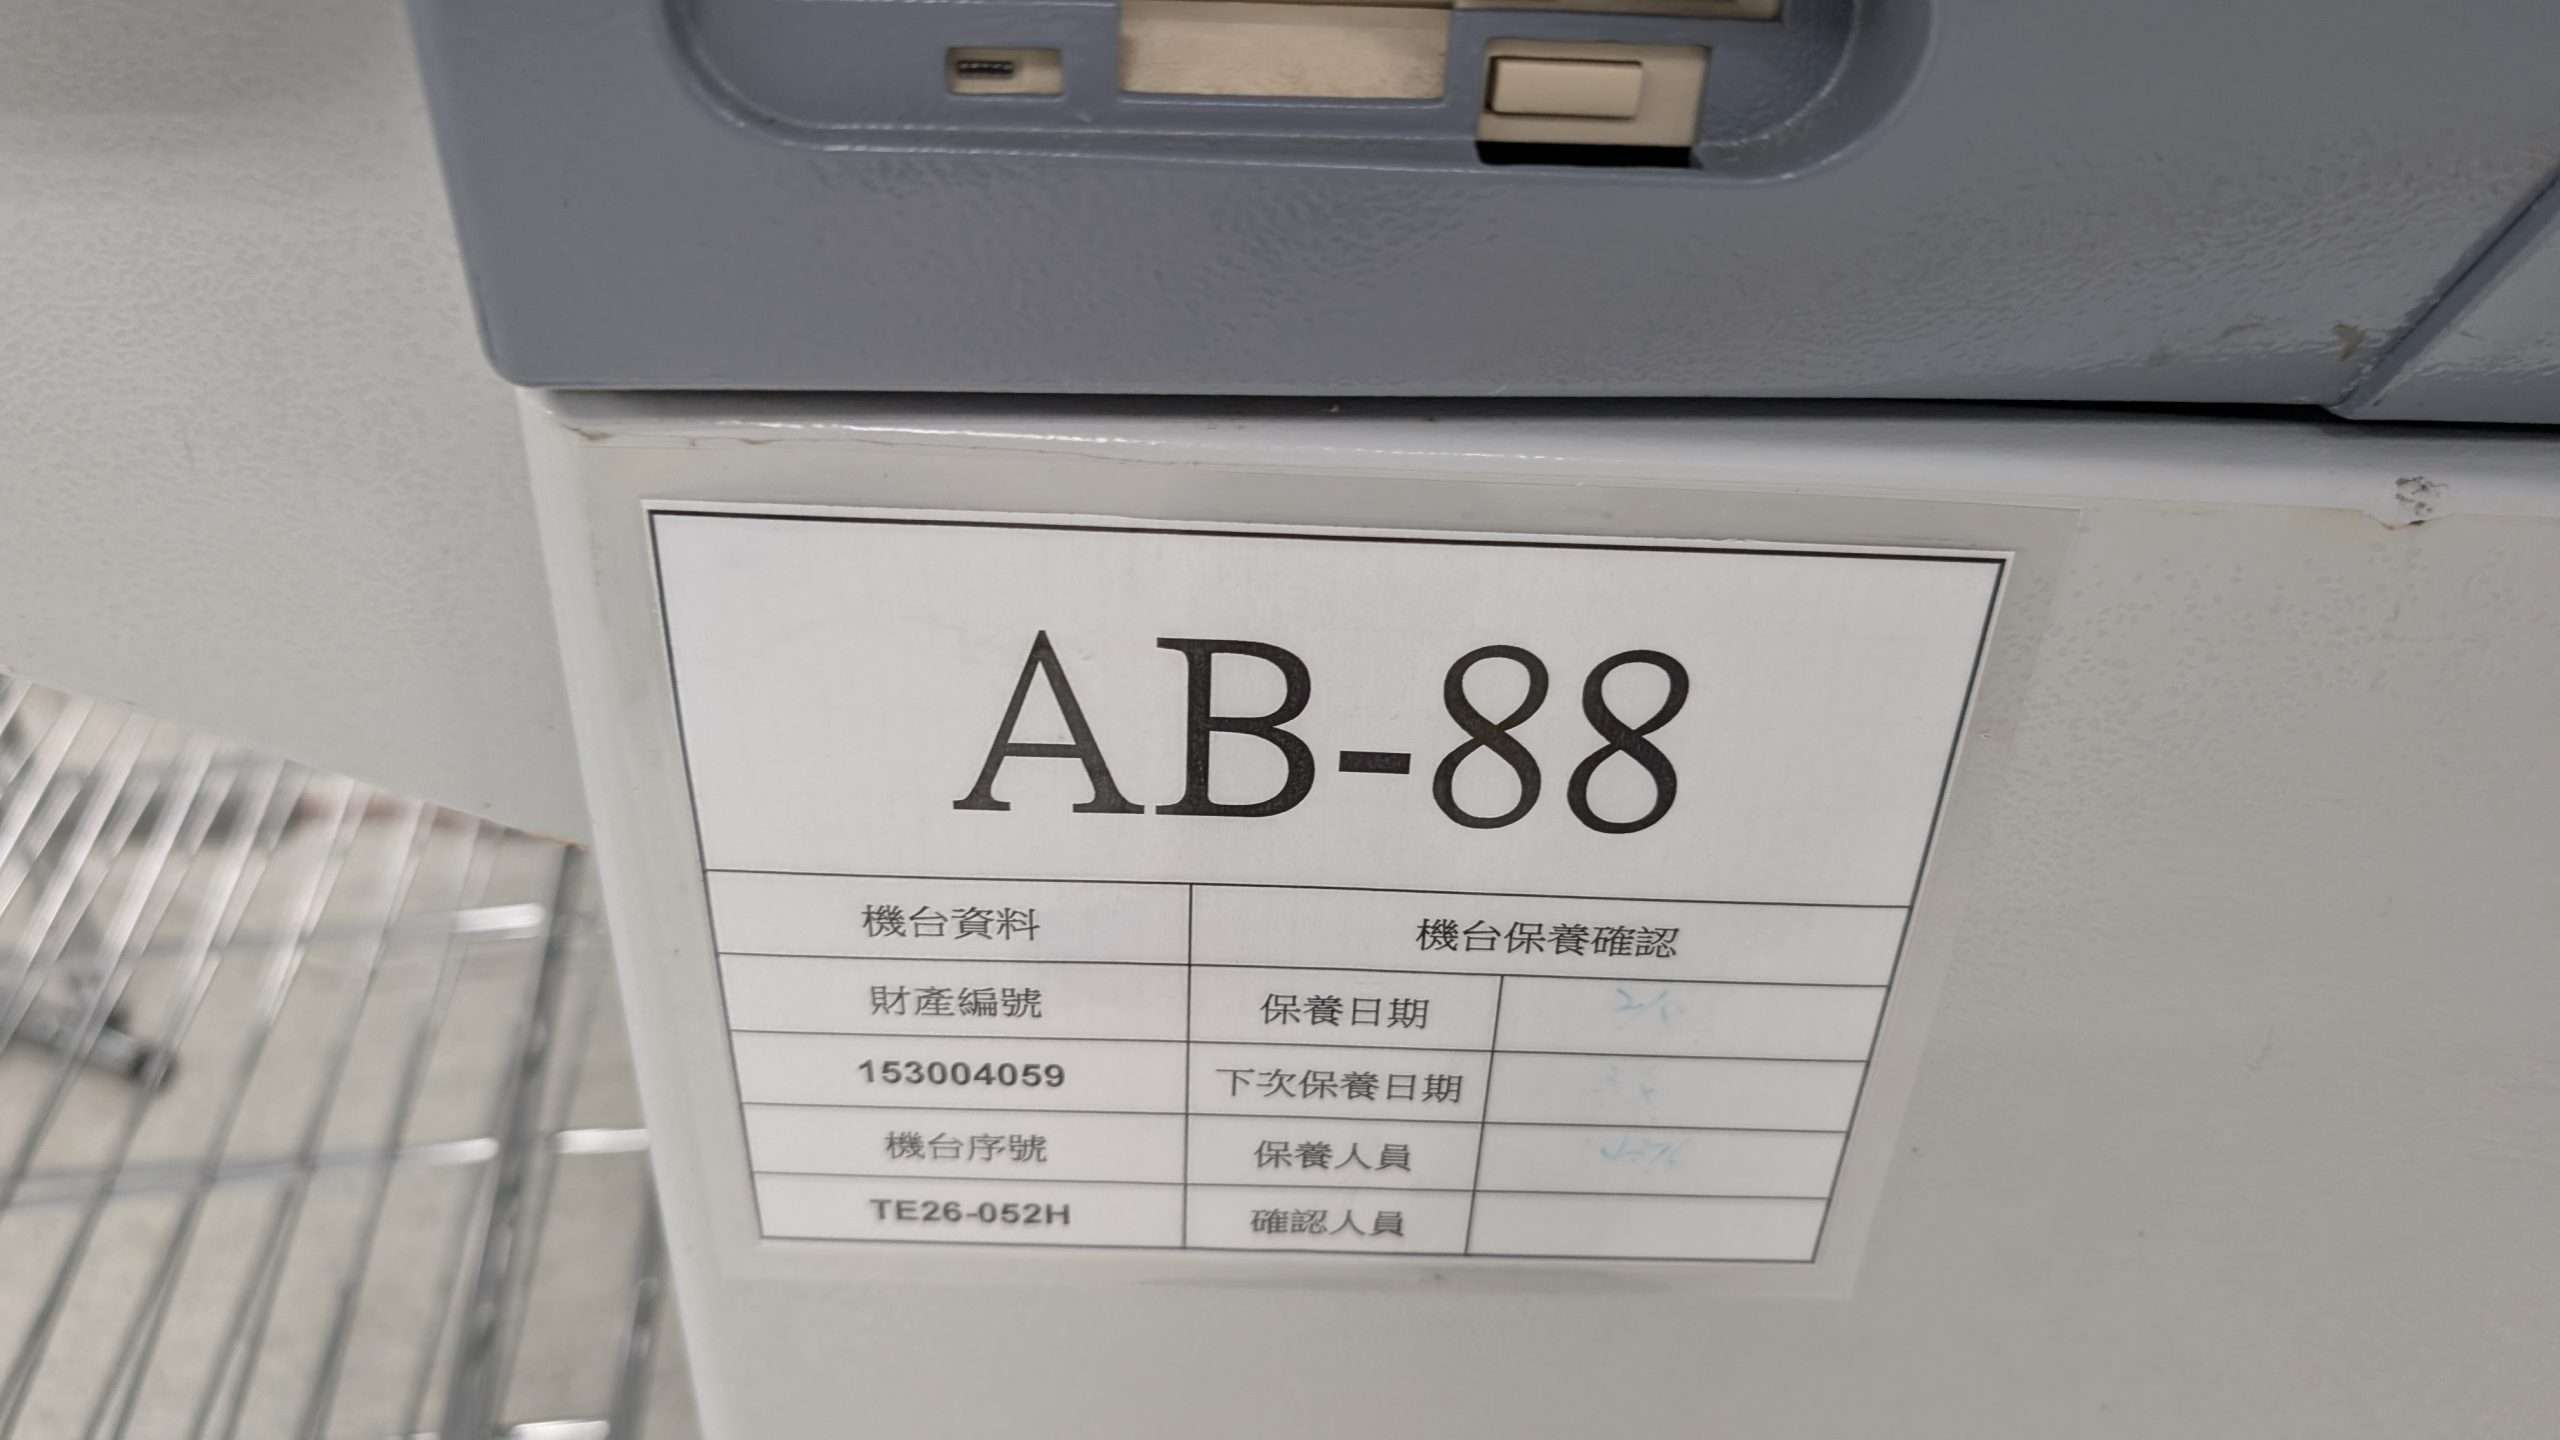 AB-88
機台資料 機台保養確認
財產編號 保養日期
153004059 下次保養日期
機台序號 保養人員
TE26-052H 確認人員